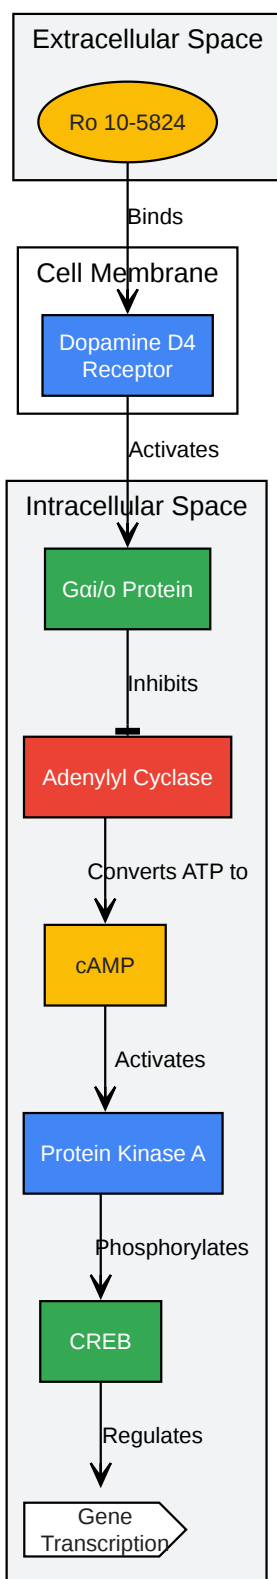 Extracellular Space
Ro 10-5824
Binds
Cell Membrane
Dopamine D4
Receptor
Activates
Intracellular Space
Gαi/o Protein
Inhibits
Adenylyl Cyclase
Converts ATP to
cAMP
Activates
Protein Kinase A
Phosphorylates
CREB
Regulates
Gene
Transcription